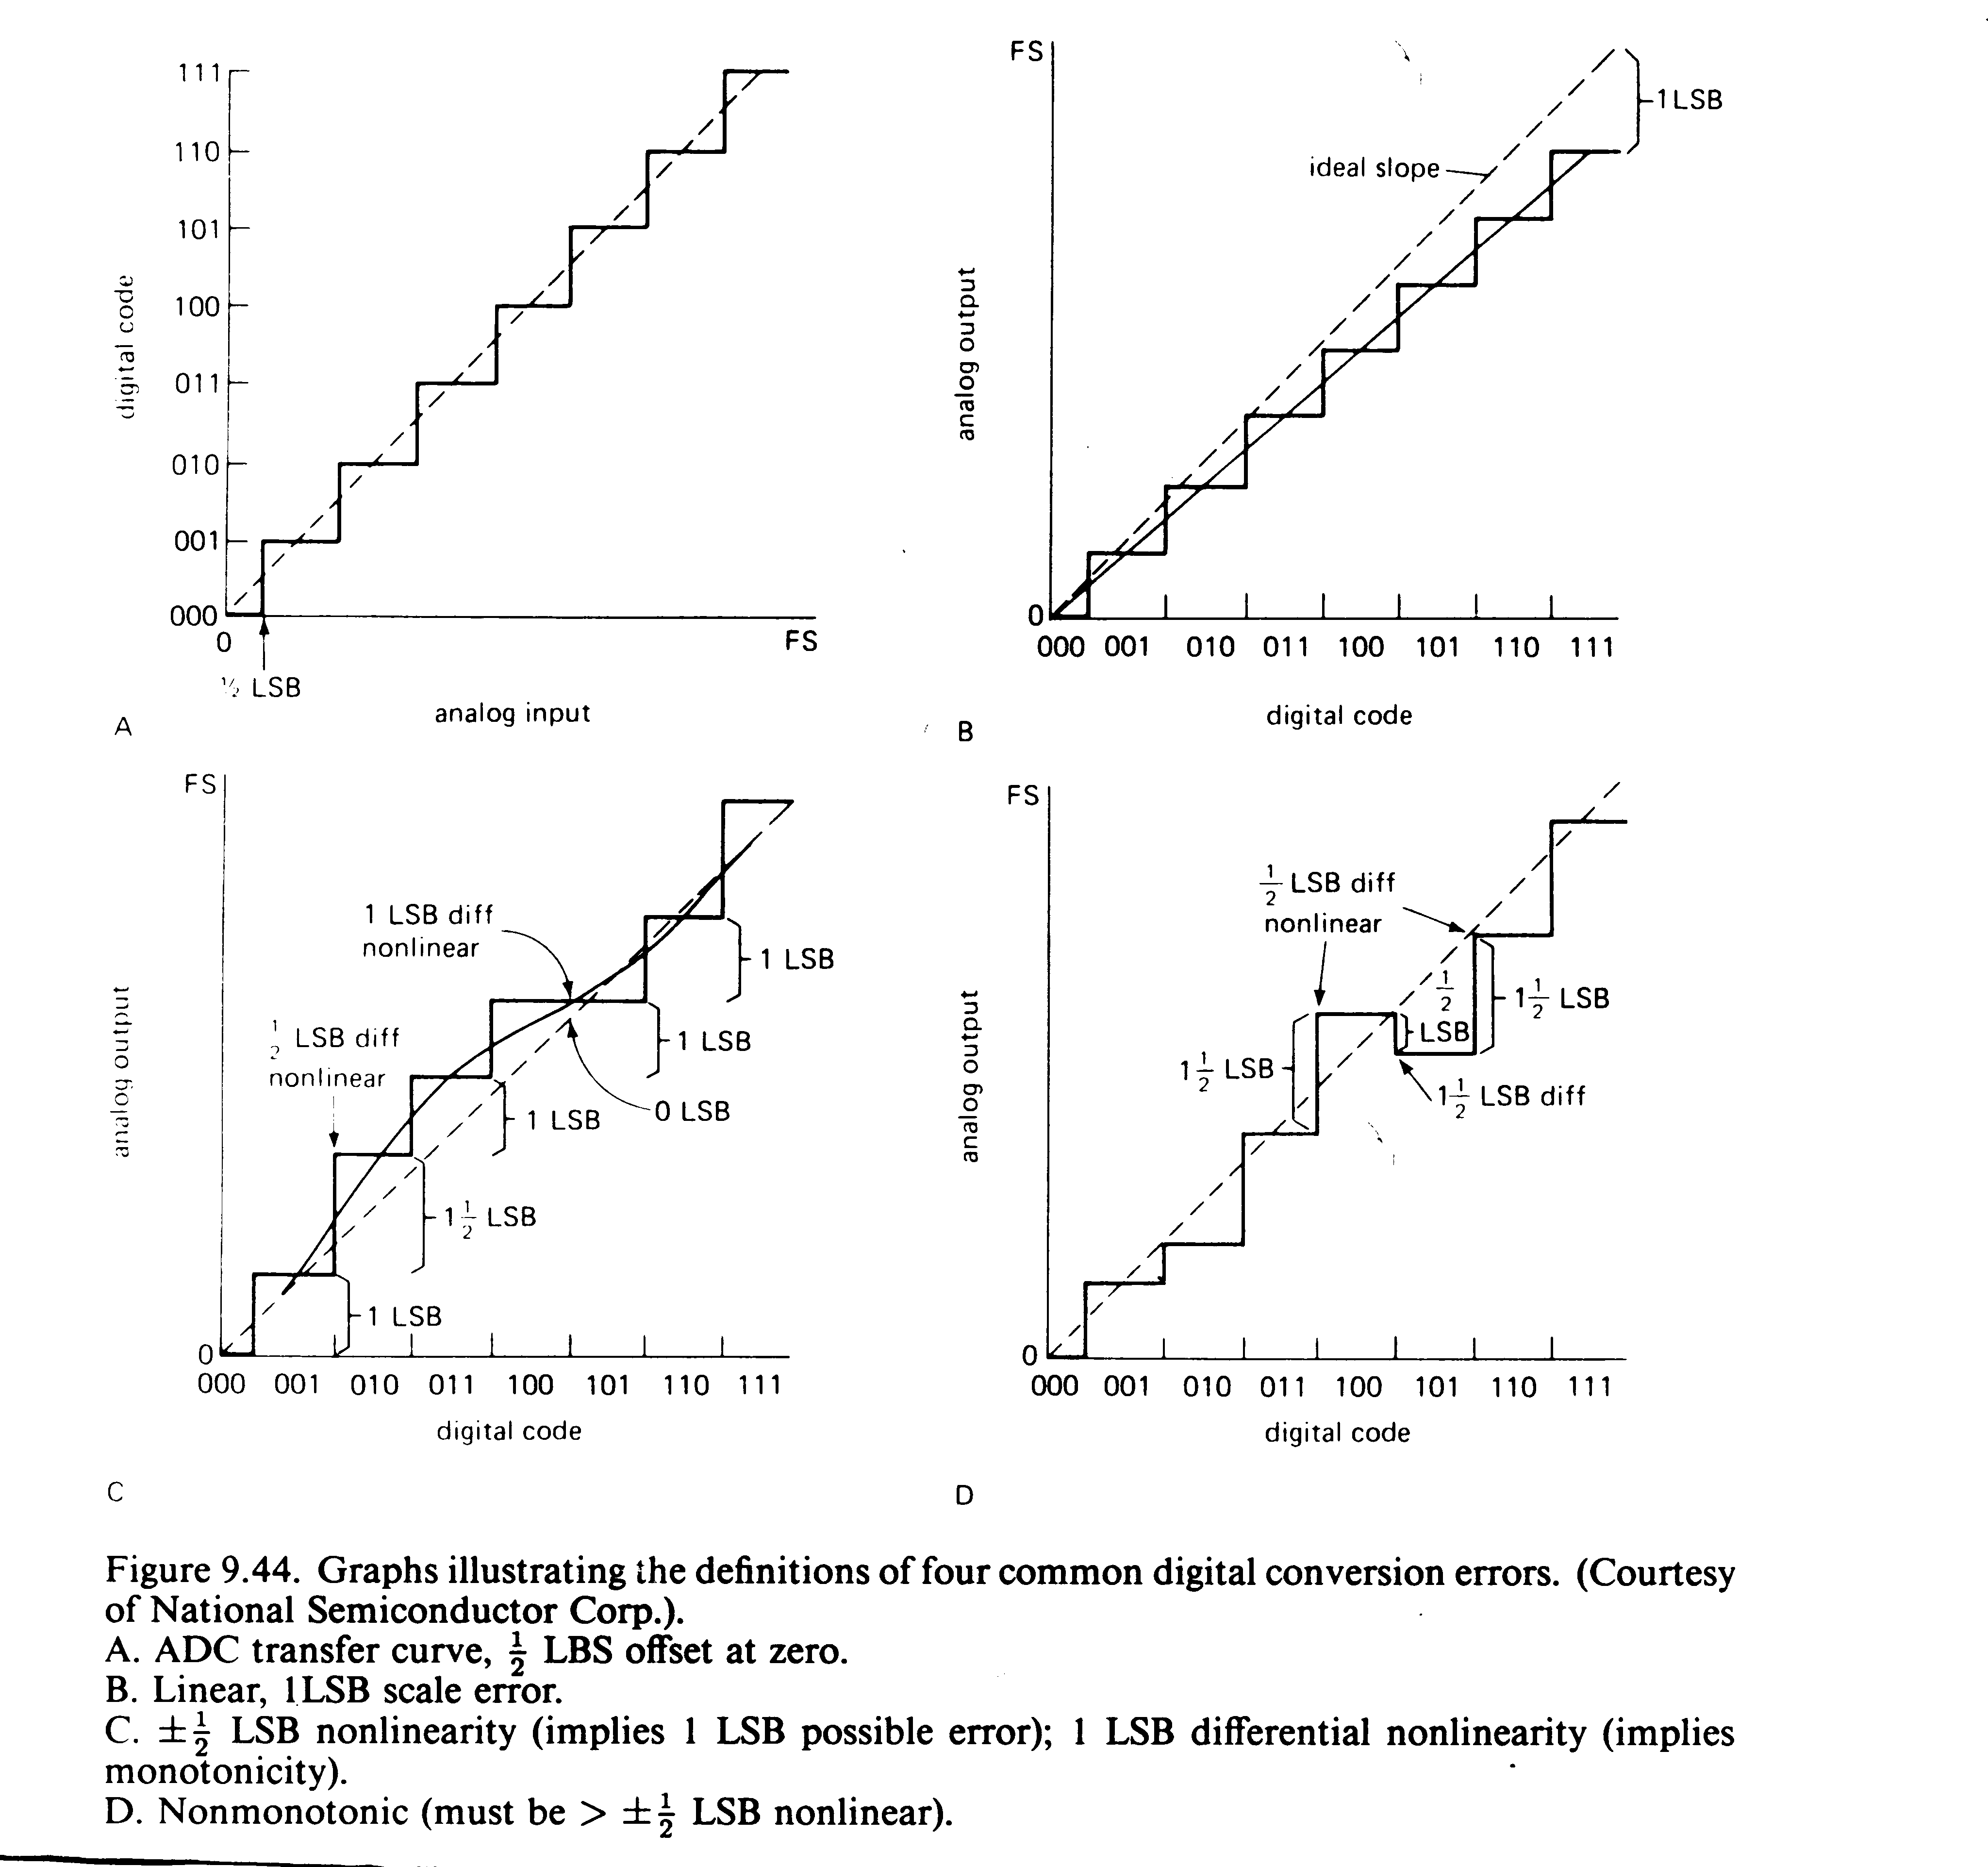 111
110
101
100
011
010
001
000
digital code
0
FS
½ LSB
analog input
A
FS
1 LSB
ideal slope
analog output
0
000 001 010 011 100 101 110 111
digital code
B
FS
1 LSB diff
nonlinear
1 LSB
½ LSB diff
nonlinear
1 LSB
0 LSB
1 LSB
1½ LSB
1 LSB
analog output
0
000 001 010 011 100 101 110 111
digital code
C
FS
½ LSB diff
nonlinear
½
LSB
1½ LSB
1½ LSB
1½ LSB diff
analog output
0
000 001 010 011 100 101 110 111
digital code
D
Figure 9.44. Graphs illustrating the definitions of four common digital conversion errors. (Courtesy
of National Semiconductor Corp.).
A. ADC transfer curve, ½ LBS offset at zero.
B. Linear, 1LSB scale error.
C. ±½ LSB nonlinearity (implies 1 LSB possible error); 1 LSB differential nonlinearity (implies
monotonicity).
D. Nonmonotonic (must be > ±½ LSB nonlinear).